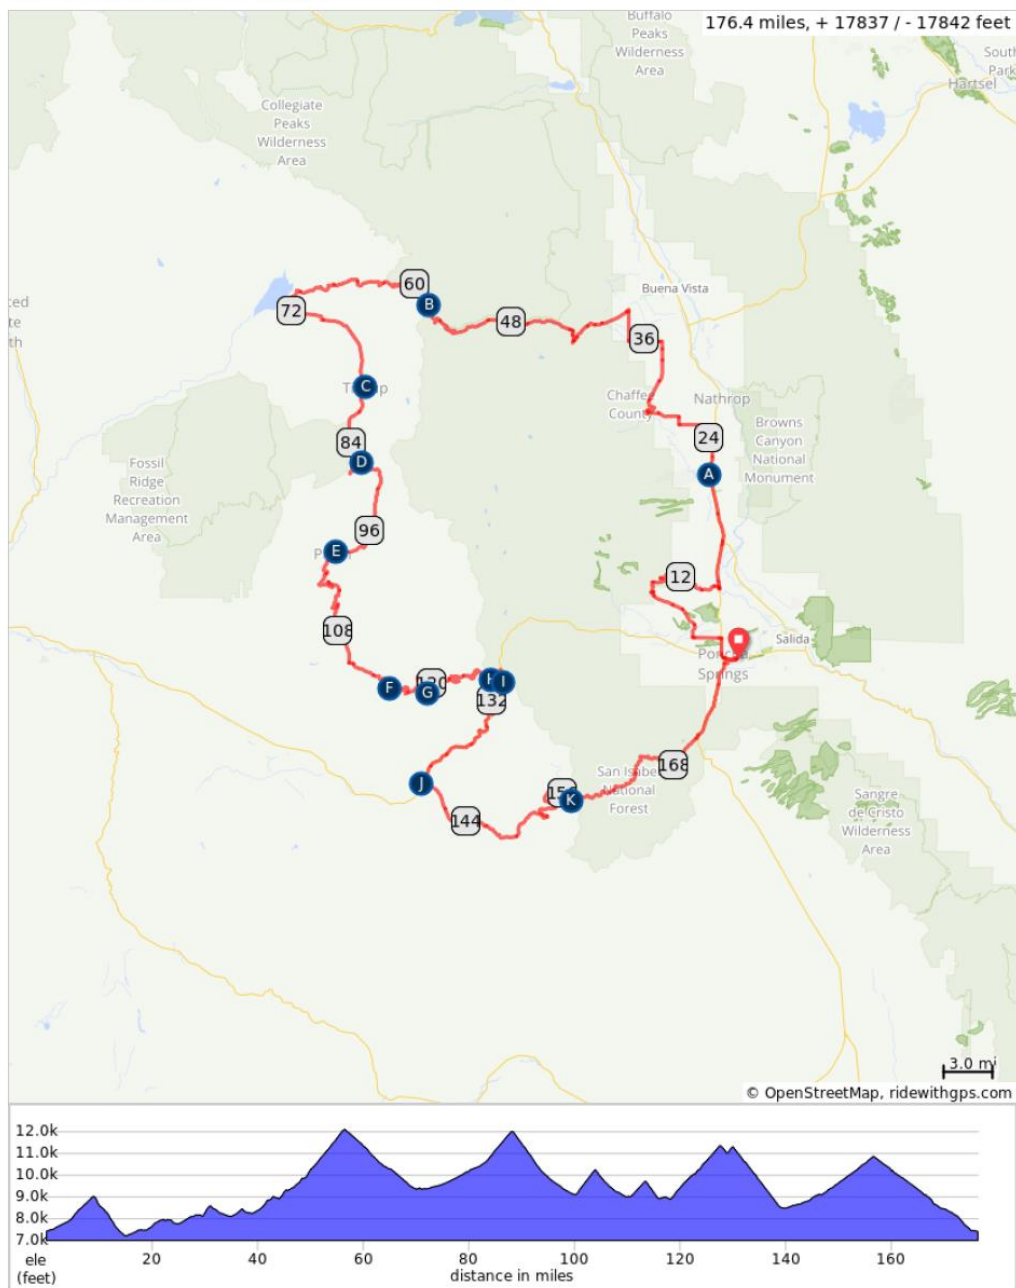 176.4 miles, + 17837 / - 17842 feet
Buffalo
Peaks
Wilderness
Area
South
Park
Hartsel
Collegiate
Peaks
Wilderness
Area
60
B
Buena Vista
72
48
36
C
Chaffee
County
Nathrop
84
24
Browns
Canyon
National
Monument
D
A
Fossil
Ridge
Recreation
Management
Area
96
E
12
108
Salida
Poncha
Springs
F
120
G
H
I
132
J
San Isabel
National
Forest
168
K
144
Sangre
de Cristo
Wilderness
Area
3.0 mi
© OpenStreetMap, ridewithgps.com
12.0k
11.0k
10.0k
9.0k
8.0k
7.0k
ele
(feet)
20
40
60
80
100
120
140
160
distance in miles